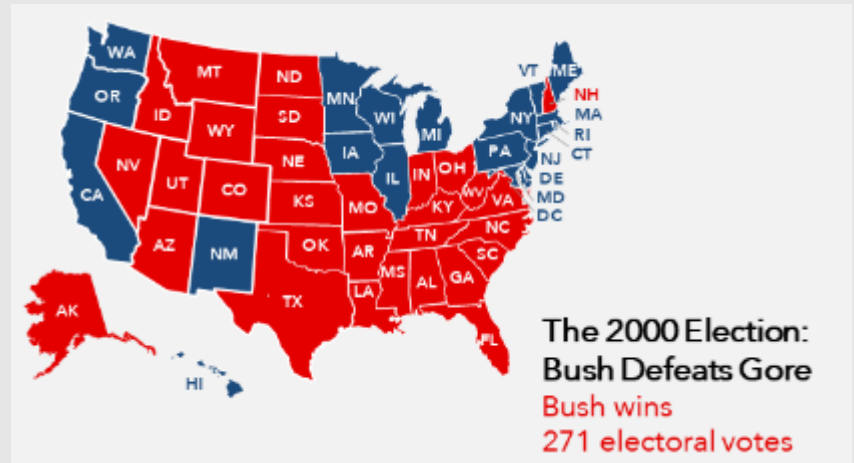 WA
MT
ND
VT
ME
OR
MN
NH
ID
SD
WI
NY
MA
WY
MI
RI
CT
IA
PA
NE
NV
NJ
IL
IN
OH
DE
UT
CO
CA
WV
MD
KS
MO
VA
DC
KY
NC
TN
AZ
OK
NM
AR
SC
MS
AL
GA
LA
TX
AK
FL
HI
The 2000 Election:
Bush Defeats Gore
Bush wins
271 electoral votes